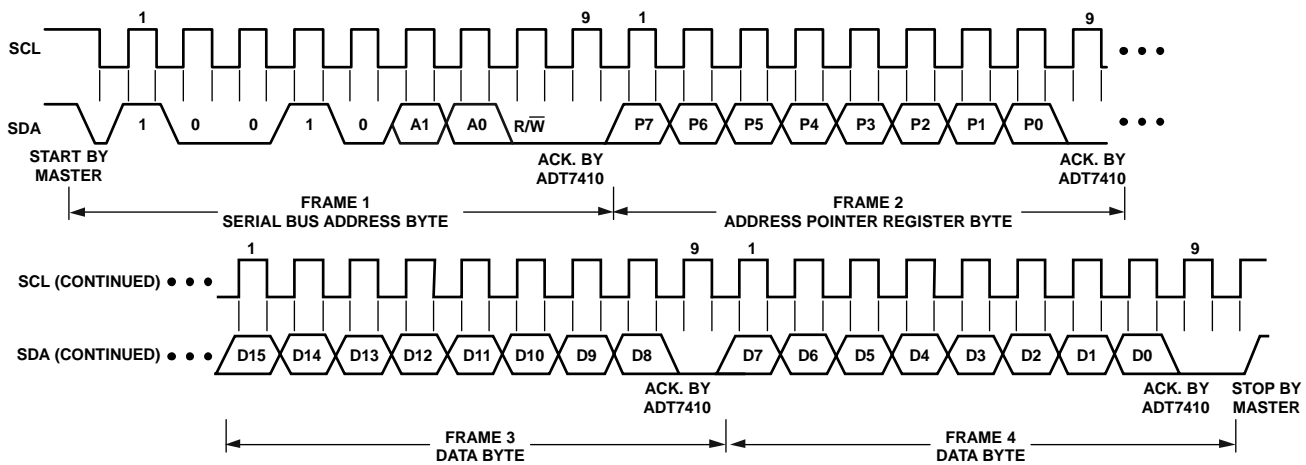 1 9 1 9
SCL
SDA 1 0 0 1 0 A1 A0 R/W̅ P7 P6 P5 P4 P3 P2 P1 P0
START BY
MASTER
ACK. BY
ADT7410
ACK. BY
ADT7410
FRAME 1
SERIAL BUS ADDRESS BYTE
FRAME 2
ADDRESS POINTER REGISTER BYTE
1 9 1 9
SCL (CONTINUED)
SDA (CONTINUED) D15 D14 D13 D12 D11 D10 D9 D8 D7 D6 D5 D4 D3 D2 D1 D0
ACK. BY
ADT7410
ACK. BY
ADT7410
STOP BY
MASTER
FRAME 3
DATA BYTE
FRAME 4
DATA BYTE